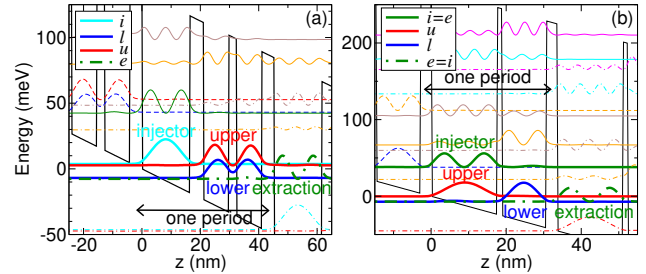 (a)
i
l
u
e
100
50
0
-50
Energy (meV)
injector
upper
lower
extraction
one period
-20
0
20
40
60
z (nm)
(b)
i=e
u
l
e=i
200
100
0
one period
injector
upper
lower
extraction
0
20
40
z (nm)